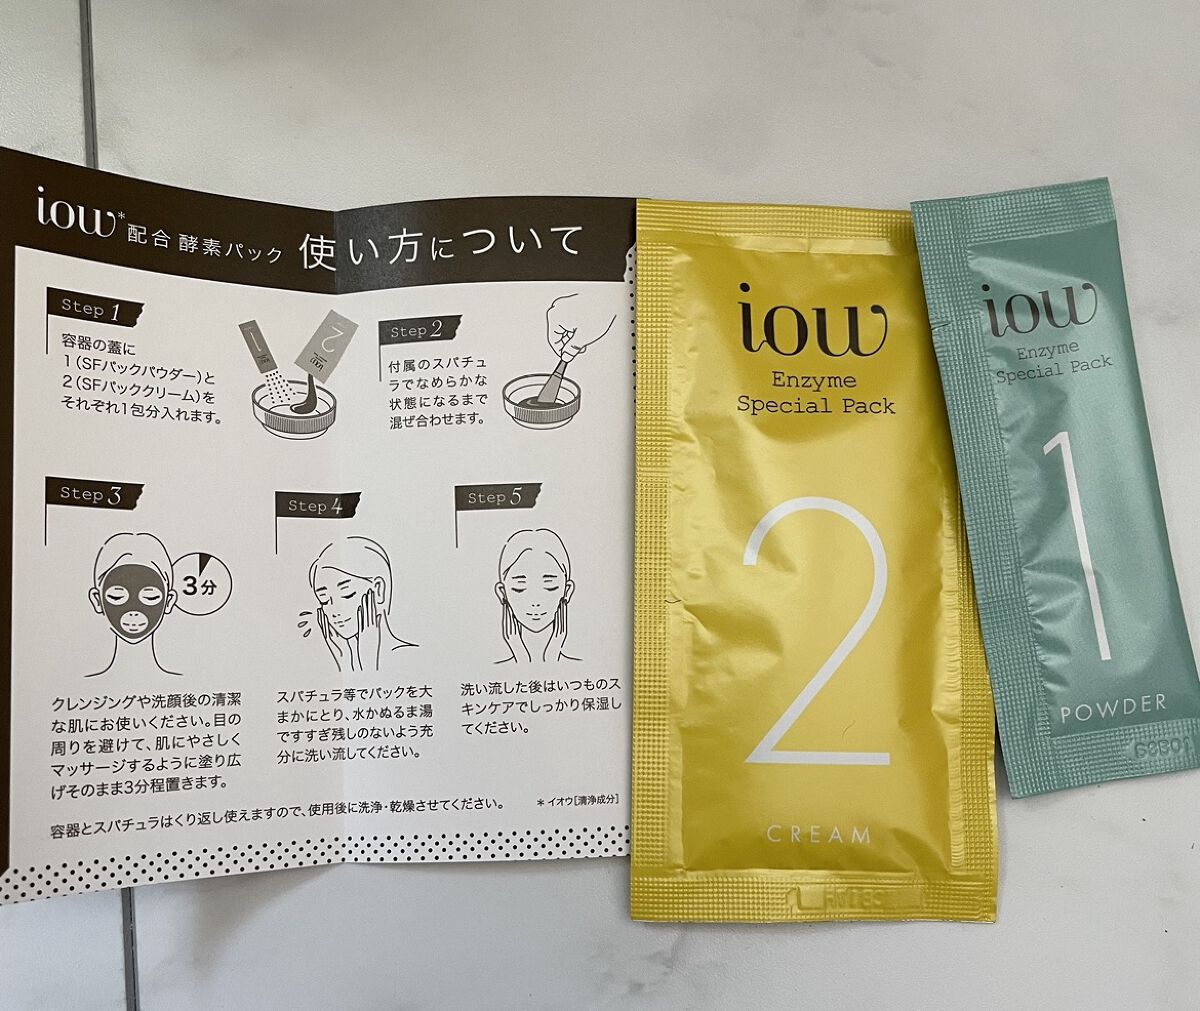 iow*配合 酵素パック 使い方について
Step 1
容器の蓋に
1(SFパックパウダー)と
2(SFパッククリーム)を
それぞれ1包分入れます。
Step 2
付属のスパチュ
ラでなめらかな
状態になるまで
混ぜ合わせます。
Step 3
3分
クレンジングや洗顔後の清潔
な肌にお使いください。目の
周りを避けて、肌にやさしく
マッサージするように塗り広
げそのまま3分程置きます。
Step 4
スパチュラ等でパックを大
まかにとり、水かぬるま湯
ですすぎ残しのないよう充
分に洗い流してください。
Step 5
洗い流した後はいつものス
キンケアでしっかり保湿し
てください。
容器とスパチュラはくり返し使えますので、使用後に洗浄・乾燥させてください。
*イオウ[清浄成分]
iow
Enzyme
Special Pack
2
CREAM
iow
Enzyme
Special Pack
1
POWDER